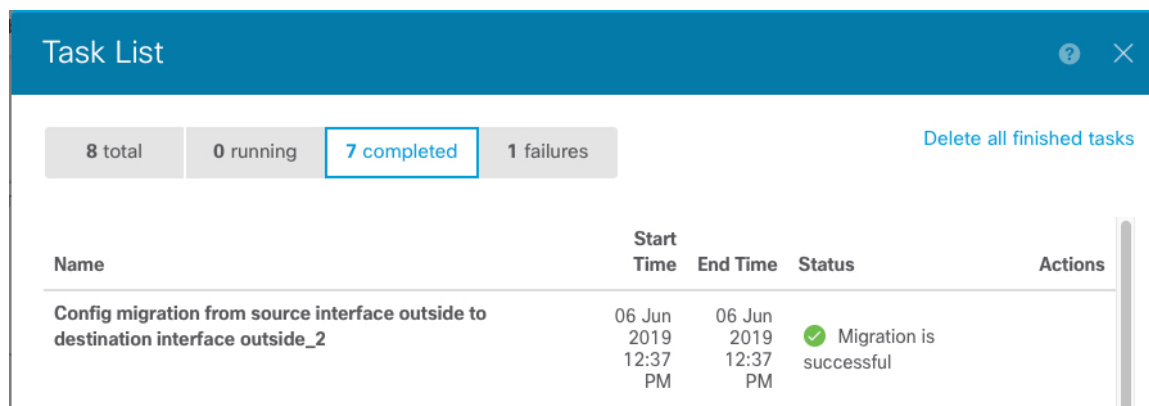 Task List
?
8 total 0 running 7 completed 1 failures
Delete all finished tasks
Name Start Time End Time Status Actions
Config migration from source interface outside to
destination interface outside_2
06 Jun
2019
12:37
PM
06 Jun
2019
12:37
PM
Migration is
successful